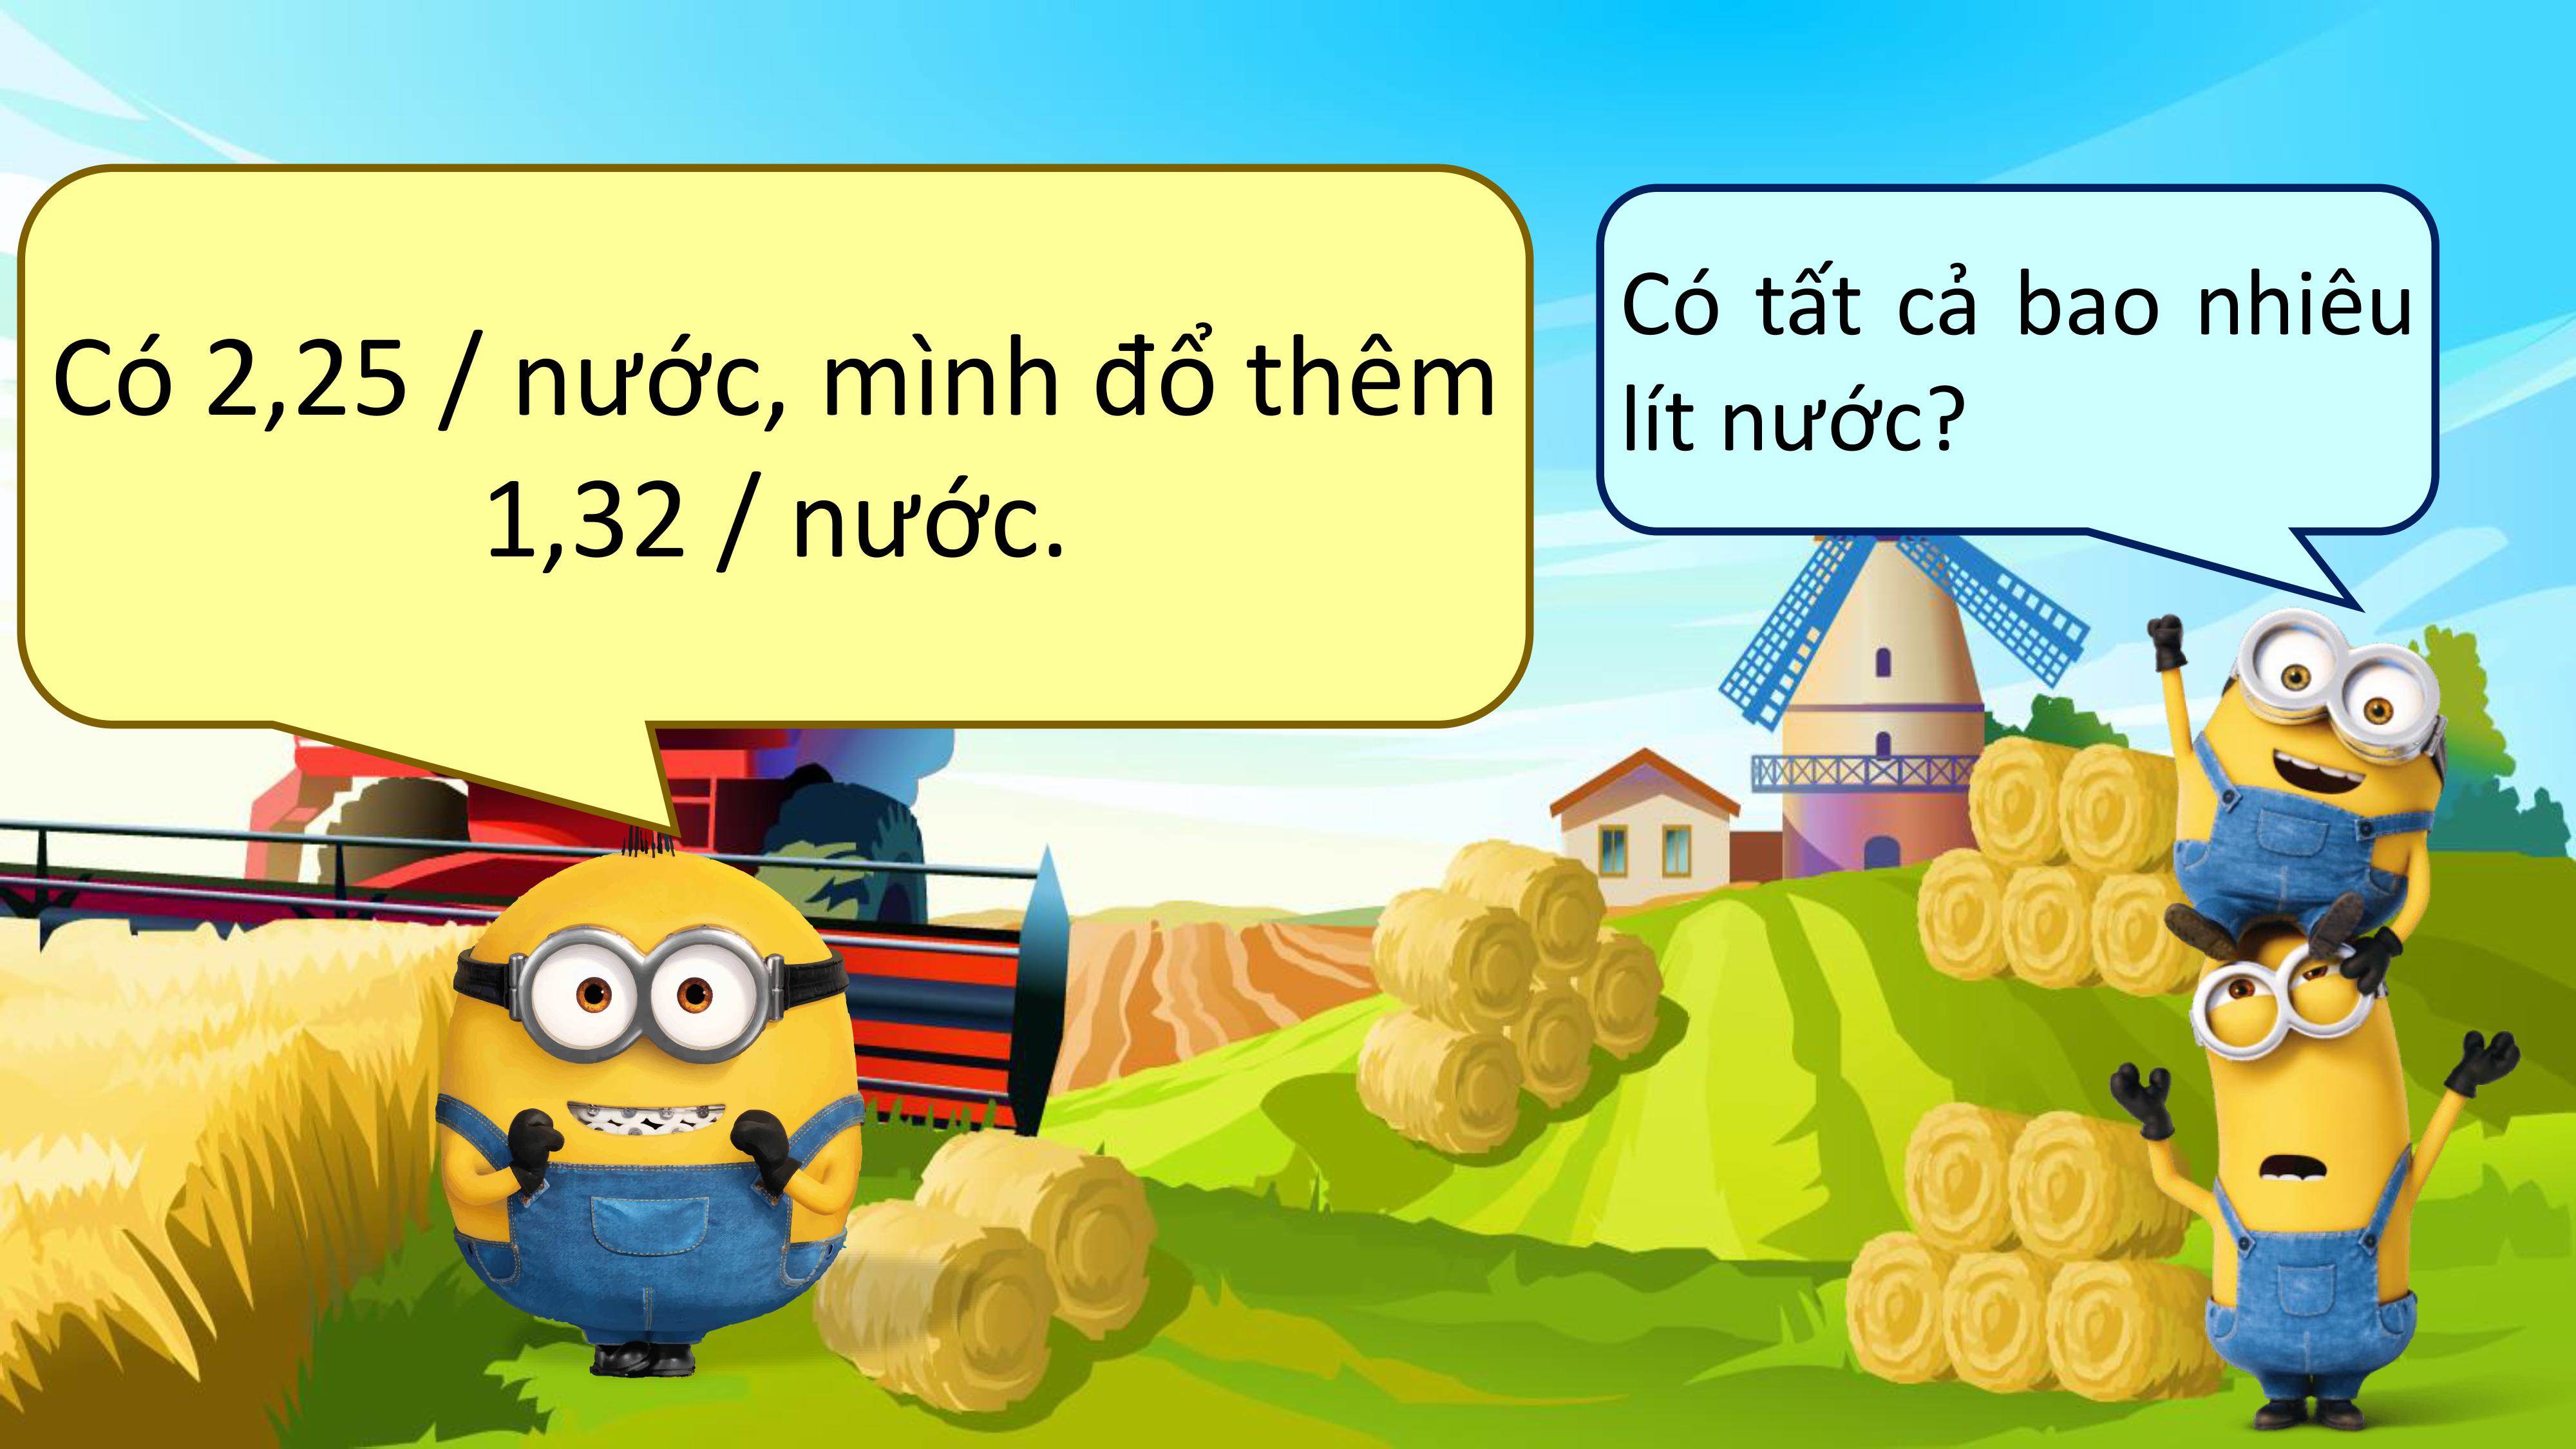 Có 2,25 / nước, mình đổ thêm
1,32 / nước.
Có tất cả bao nhiêu
lít nước?